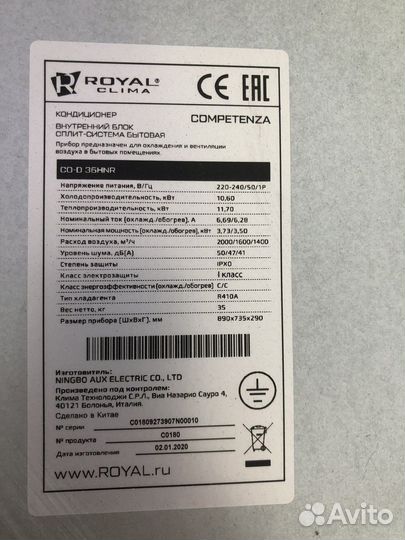 ROYAL®
CLIMA
CE EAC
КОНДИЦИОНЕР
COMPETENZA
ВНУТРЕННИЙ БЛОК
СПЛИТ-СИСТЕМА БЫТОВАЯ
Прибор предназначен для охлаждения и вентиляции
воздуха в бытовых помещениях.
CO-D 36HNR
Напряжение питания, В/Гц 220-240/50/1P
Холодопроизводительность, кВт 10,60
Теплопроизводительность, кВт 11,70
Номинальный ток (охлажд./обогрев), А 6,69/6,28
Номинальная мощность (охлажд./обогрев), кВт 3,73/3,50
Расход воздуха, м³/ч 2000/1600/1400
Уровень шума, дБ(А) 50/47/41
Степень защиты IPX0
Класс электрозащиты I класс
Класс энергоэффективности (охлажд./обогрев) C/C
Тип хладагента R410A
Вес нетто, кг 35
Размер прибора (ШxВxГ), мм 890x735x290
Изготовитель:
NINGBO AUX ELECTRIC CO., LTD
Произведено под контролем:
Клима Технолоджи С.Р.Л., Виа Назарио Сауро 4,
40121 Болонья, Италия.
Сделано в Китае
№ серии C01809273907N00010
№ продукта C0180
Дата изготовления 02.01.2020
www.ROYAL.ru
Avito